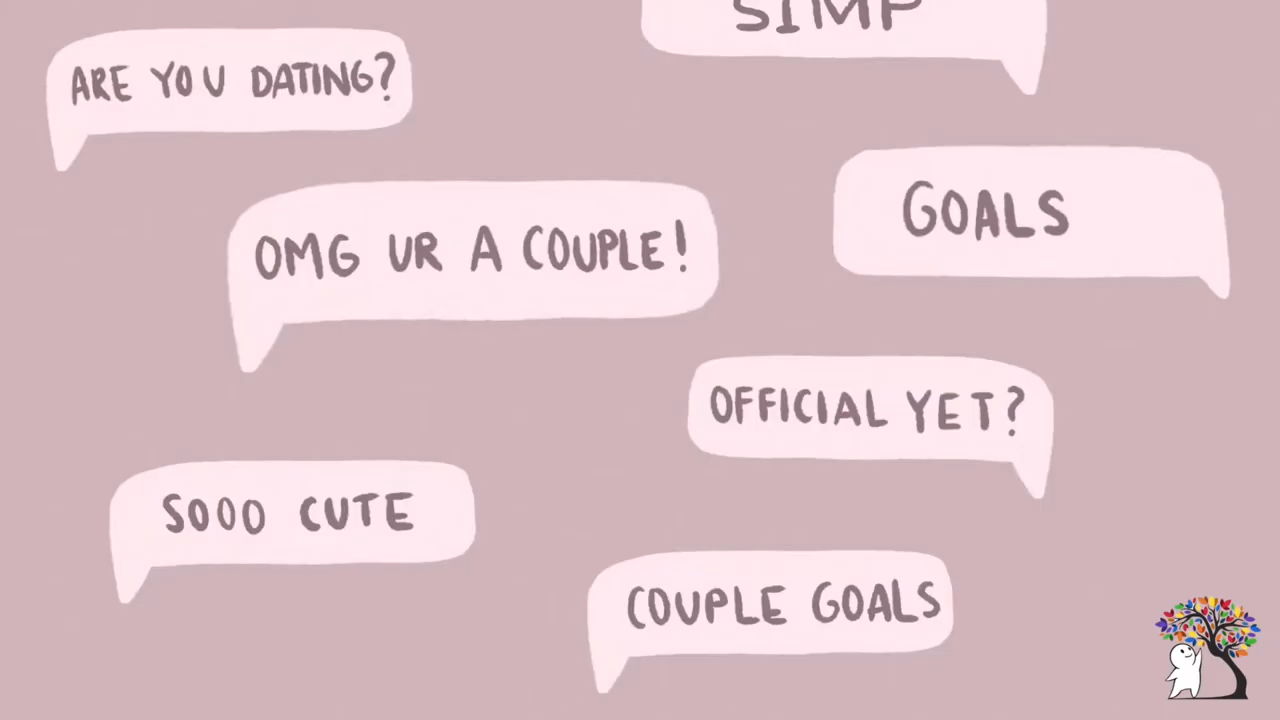 SIMP
ARE YOU DATING?
OMG UR A COUPLE!
GOALS
OFFICIAL YET?
SOOO CUTE
COUPLE GOALS